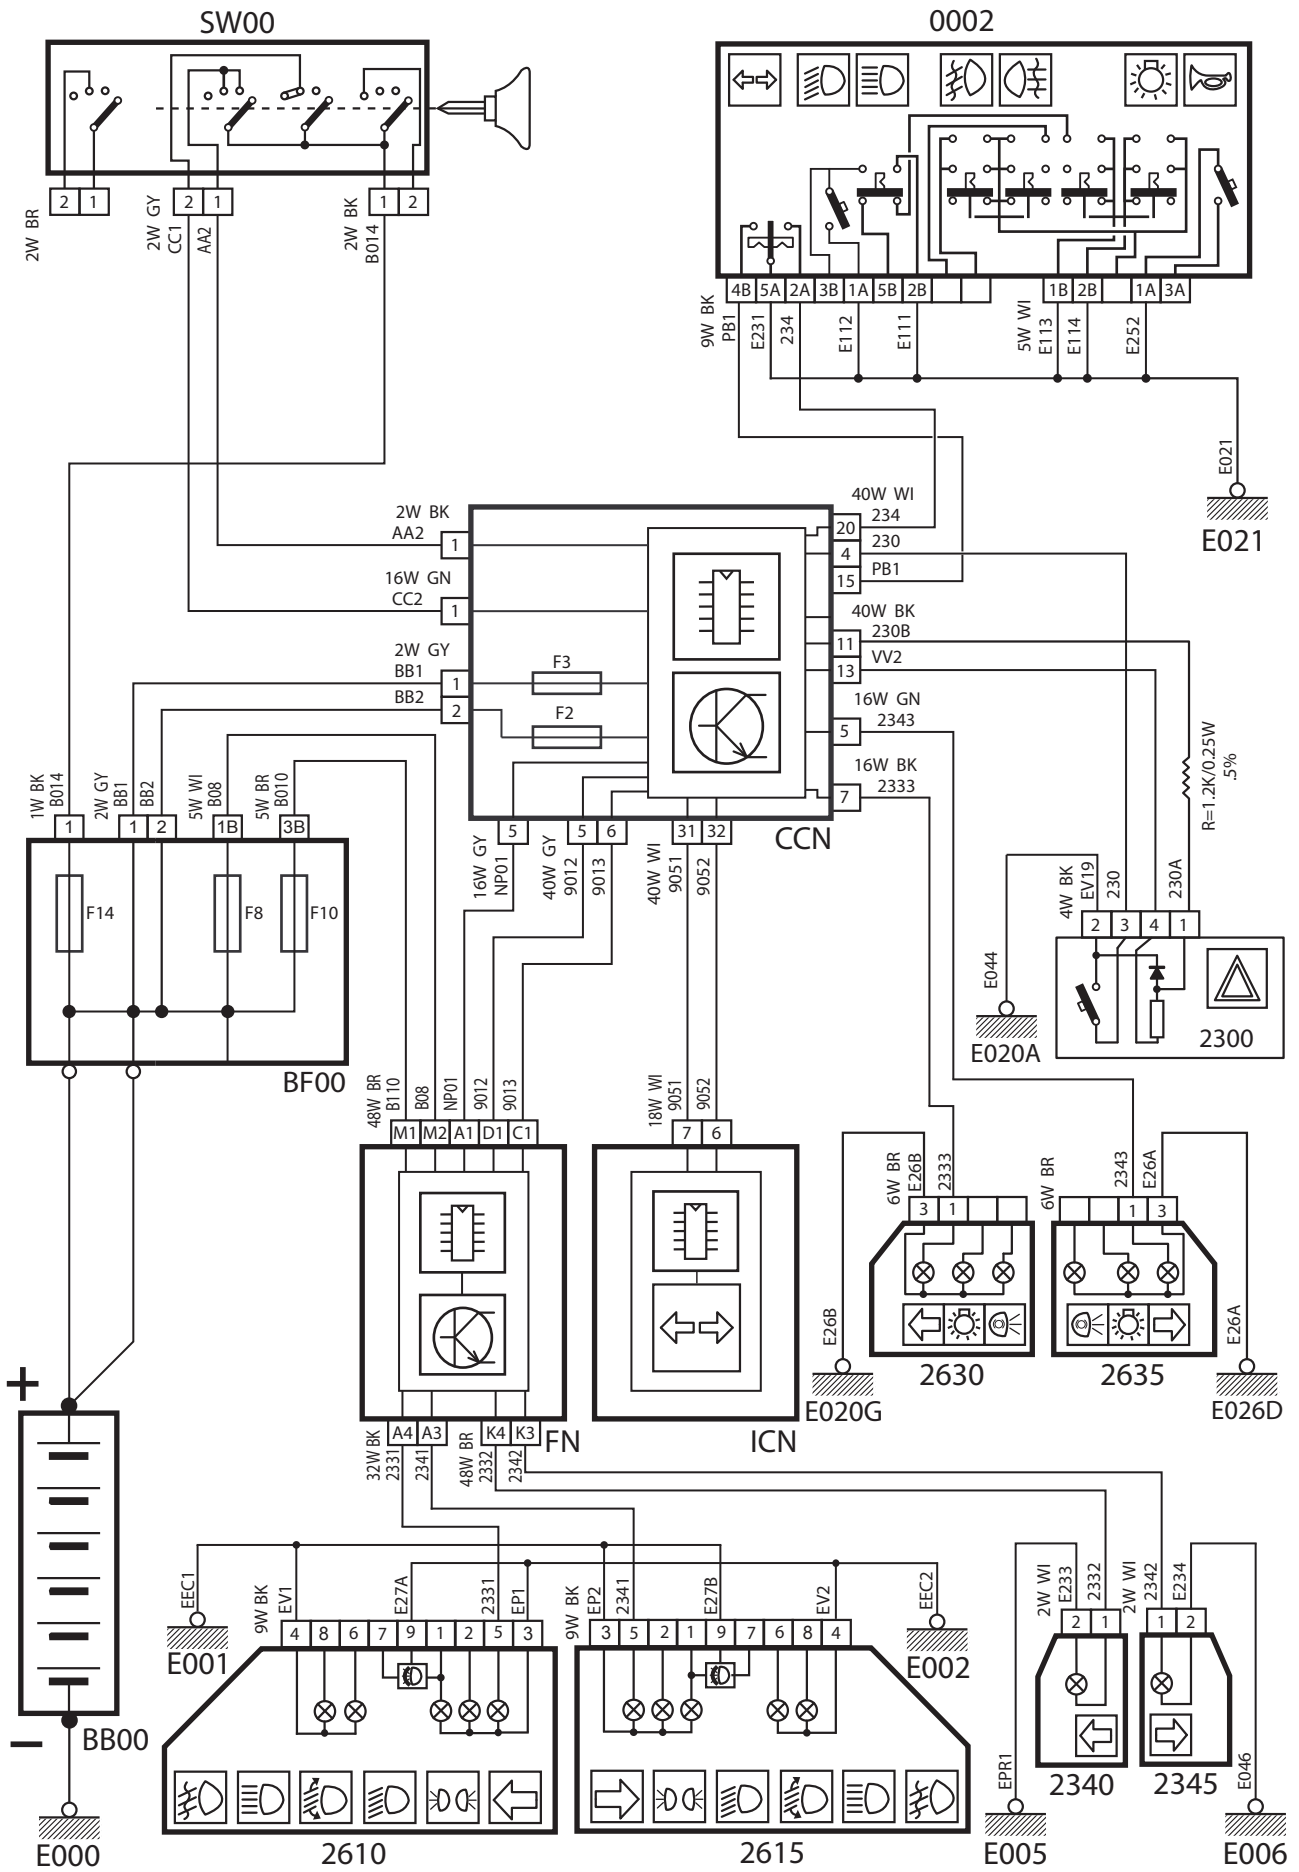 SW00
0002
2 1
2W BR
2 1
2W GY
CC1
AA2
1 2
2W BK
B014
4B 5A 2A 3B 1A 5B 2B
9W BK
PB1
E231
234
E112
E111
1B 2B 1A 3A
5W WI
E113
E114
E252
E021
E021
2W BK
AA2
1
16W GN
CC2
1
2W GY
BB1
1
BB2
2
F3
F2
40W WI
234
20
230
4
PB1
15
40W BK
230B
11
VV2
13
16W GN
2343
5
16W BK
2333
7
CCN
R=1.2K/0.25W
.5%
5
16W GY
NP01
5 6
40W GY
9012
9013
31 32
40W WI
9051
9052
1W BK
B014
2W GY
BB1
BB2
5W WI
B08
5W BR
B010
1 1 2 1B 3B
F14
F8
F10
BF00
4W BK
EV19
230
230A
2 3 4 1
2300
E044
E020A
48W BR
B110
B08
NP01
9012
9013
M1 M2 A1 D1 C1
18W WI
9051
9052
7 6
6W BR
E26B
2333
3 1
6W BR
2343
E26A
1 3
E26B
E26A
2630
2635
E020G
E026D
+
A4 A3
K4 K3
FN
ICN
32W BK
2331
2341
48W BR
2332
2342
−
BB00
E000
EEC1
E001
9W BK
EV1
E27A
2331
EP1
4 8 6 7 9 1 2 5 3
9W BK
EP2
2341
E27B
EV2
3 5 2 1 9 7 6 8 4
EEC2
E002
2610
2615
2W WI
E233
2332
2 1
2W WI
2342
E234
1 2
EPR1
E046
2340
2345
E005
E006